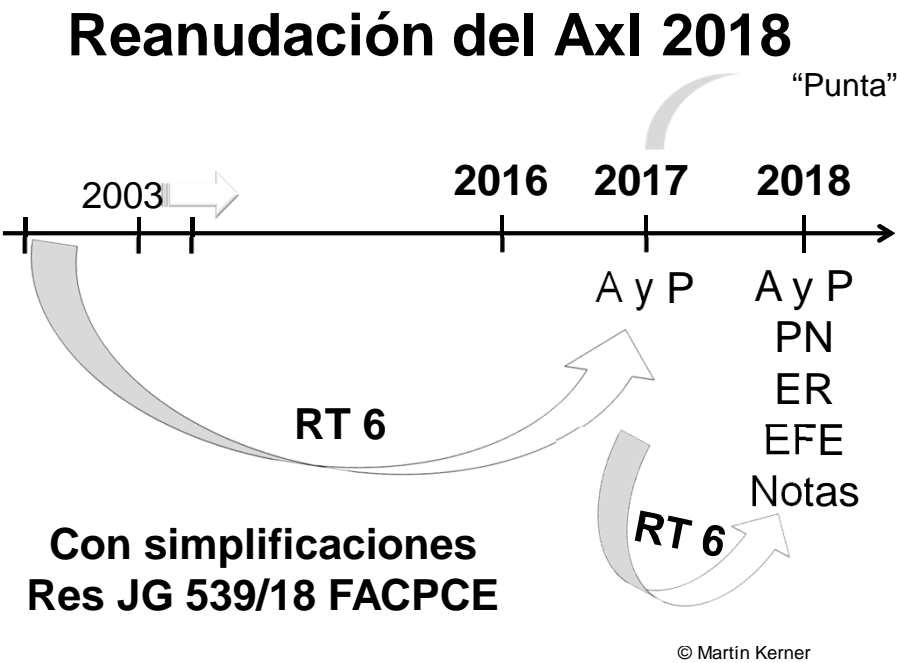 Reanudación del AxI 2018
“Punta”
2003
2016 2017 2018
A y P
A y P
PN
ER
EFE
Notas
RT 6
RT 6
Con simplificaciones
Res JG 539/18 FACPCE
© Martín Kerner